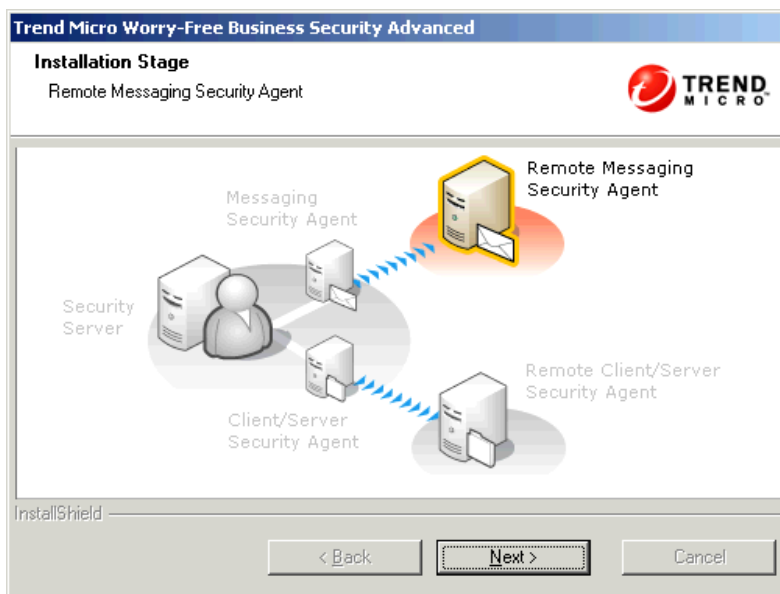 Trend Micro Worry-Free Business Security Advanced
Installation Stage
Remote Messaging Security Agent
TREND
MICRO
Remote Messaging
Security Agent
Messaging
Security Agent
Security
Server
Remote Client/Server
Security Agent
Client/Server
Security Agent
InstallShield
< Back
Next >
Cancel